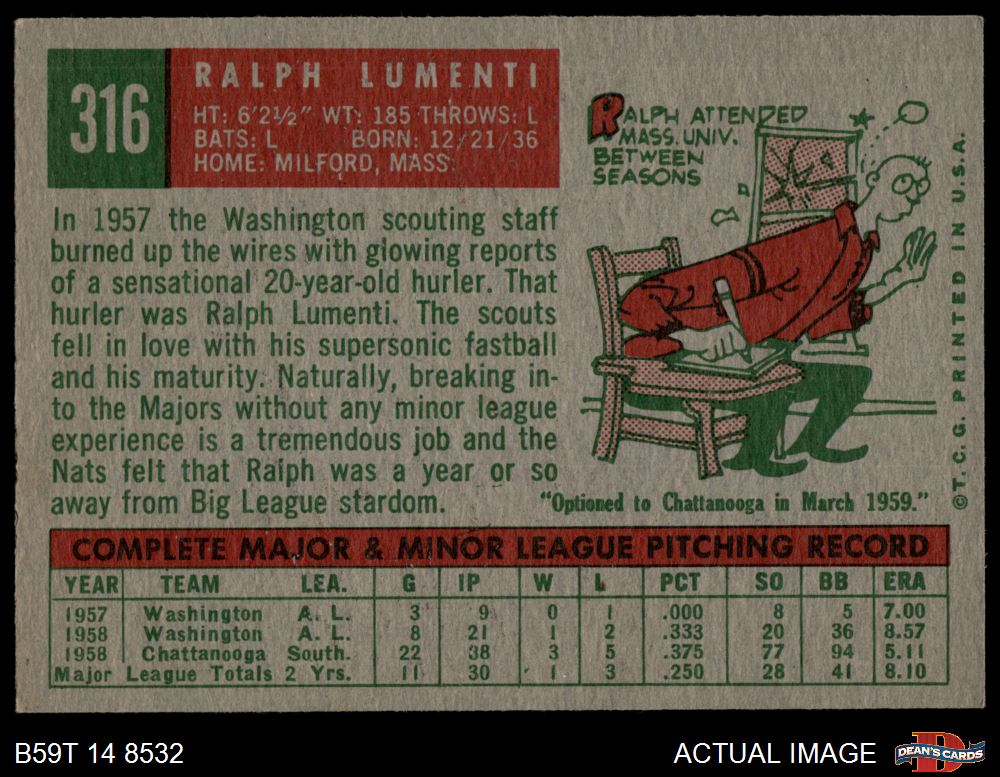 316
RALPH LUMENTI
HT: 6'2½" WT: 185 THROWS: L
BATS: L BORN: 12/21/36
HOME: MILFORD, MASS.
In 1957 the Washington scouting staff
burned up the wires with glowing reports
of a sensational 20-year-old hurler. That
hurler was Ralph Lumenti. The scouts
fell in love with his supersonic fastball
and his maturity. Naturally, breaking in-
to the Majors without any minor league
experience is a tremendous job and the
Nats felt that Ralph was a year or so
away from Big League stardom.
RALPH ATTENDED
MASS. UNIV.
BETWEEN
SEASONS
"Optioned to Chattanooga in March 1959."
©T. C. G. PRINTED IN U.S.A.
COMPLETE MAJOR & MINOR LEAGUE PITCHING RECORD
YEAR TEAM LEA. G IP W L PCT SO BB ERA
1957 Washington A. L. 3 9 0 1 .000 8 5 7.00
1958 Washington A. L. 8 21 1 2 .333 20 36 8.57
1958 Chattanooga South. 22 38 3 5 .375 77 94 5.11
Major League Totals 2 Yrs. 11 30 1 3 .250 28 41 8.10
B59T 14 8532
ACTUAL IMAGE
DEAN'S CARDS